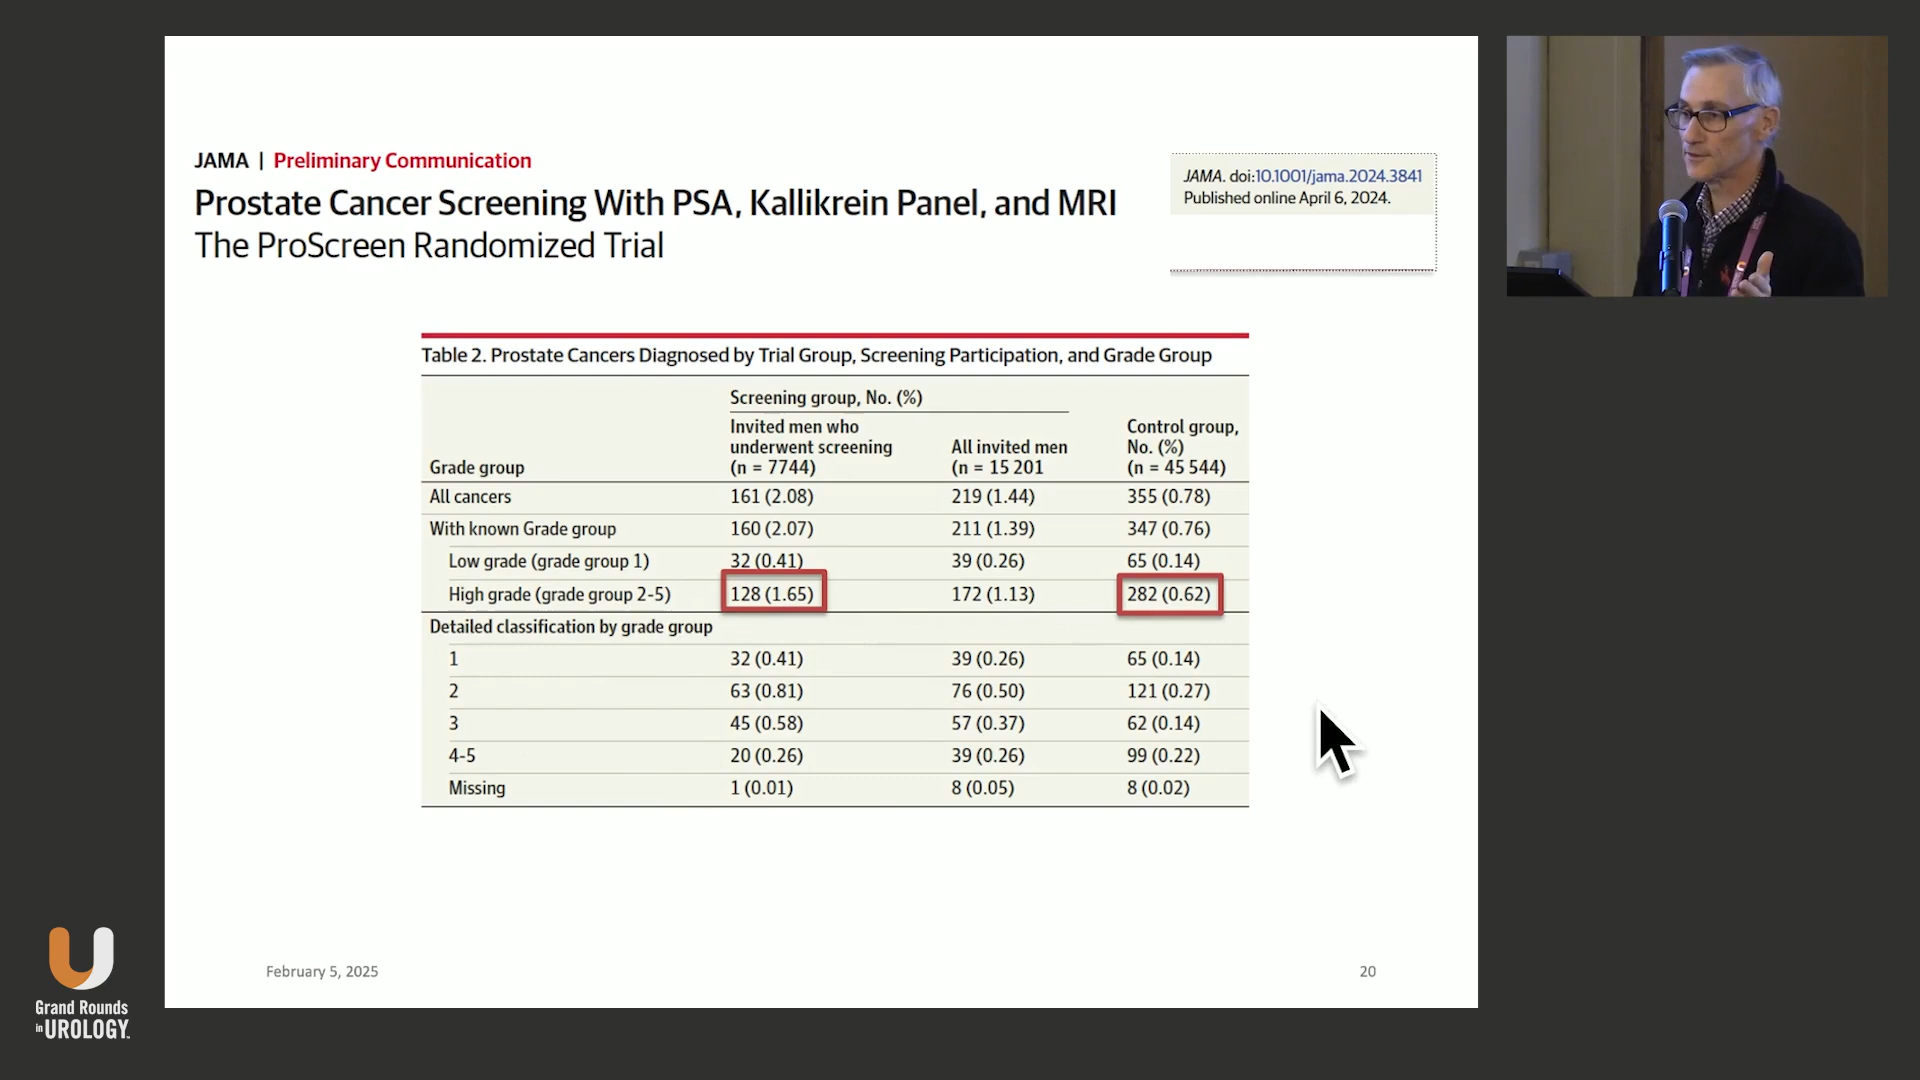 JAMA | Preliminary Communication
Prostate Cancer Screening With PSA, Kallikrein Panel, and MRI
The ProScreen Randomized Trial
JAMA. doi:10.1001/jama.2024.3841
Published online April 6, 2024.
Table 2. Prostate Cancers Diagnosed by Trial Group, Screening Participation, and Grade Group
Screening group, No. (%)
Grade group
Invited men who
underwent screening
(n = 7744)
All invited men
(n = 15 201
Control group,
No. (%)
(n = 45 544)
All cancers 161 (2.08) 219 (1.44) 355 (0.78)
With known Grade group 160 (2.07) 211 (1.39) 347 (0.76)
Low grade (grade group 1) 32 (0.41) 39 (0.26) 65 (0.14)
High grade (grade group 2-5) 128 (1.65) 172 (1.13) 282 (0.62)
Detailed classification by grade group
1 32 (0.41) 39 (0.26) 65 (0.14)
2 63 (0.81) 76 (0.50) 121 (0.27)
3 45 (0.58) 57 (0.37) 62 (0.14)
4-5 20 (0.26) 39 (0.26) 99 (0.22)
Missing 1 (0.01) 8 (0.05) 8 (0.02)
February 5, 2025
20
Grand Rounds
in UROLOGY™